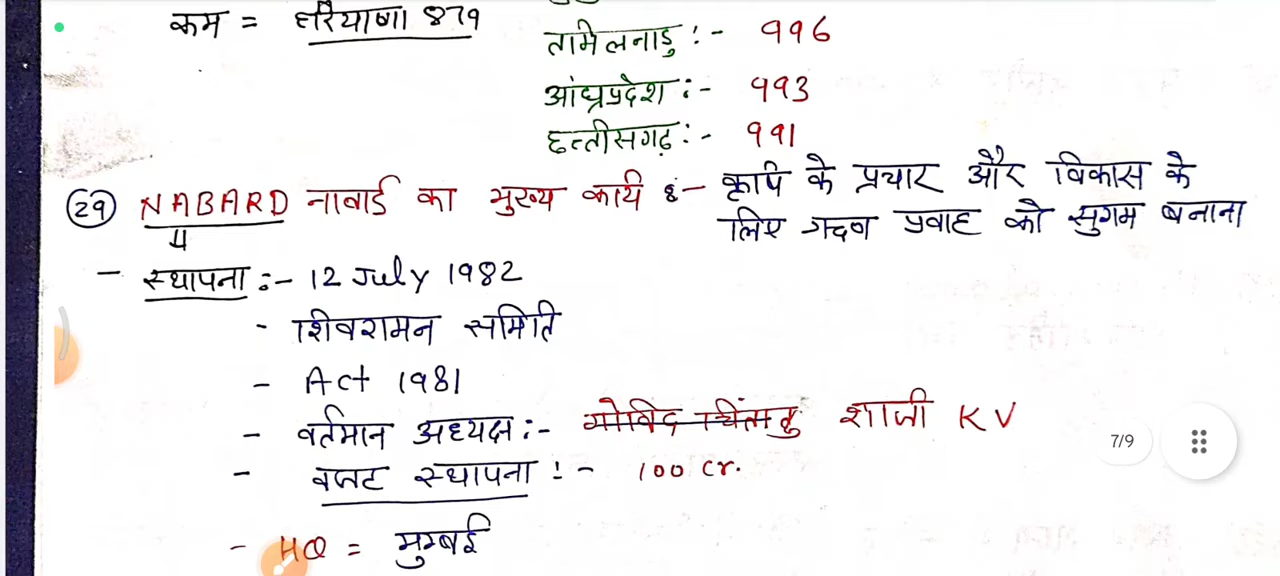 कम = हरियाणा 879
तामिलनाडु :- 996
आंध्रप्रदेश :- 993
छत्तीसगढ़ :- 991
(29) NABARD नाबार्ड का मुख्य कार्य :- कृषि के प्रचार और विकास के
लिए प्रवाह को सुगम बनाना
- स्थापना :- 12 July 1982
- शिवरामन समिति
- Act 1981
- वर्तमान अध्यक्ष :- शाजी KV
- बजट स्थापना :- 100 cr.
- HQ = मुम्बई
7/9